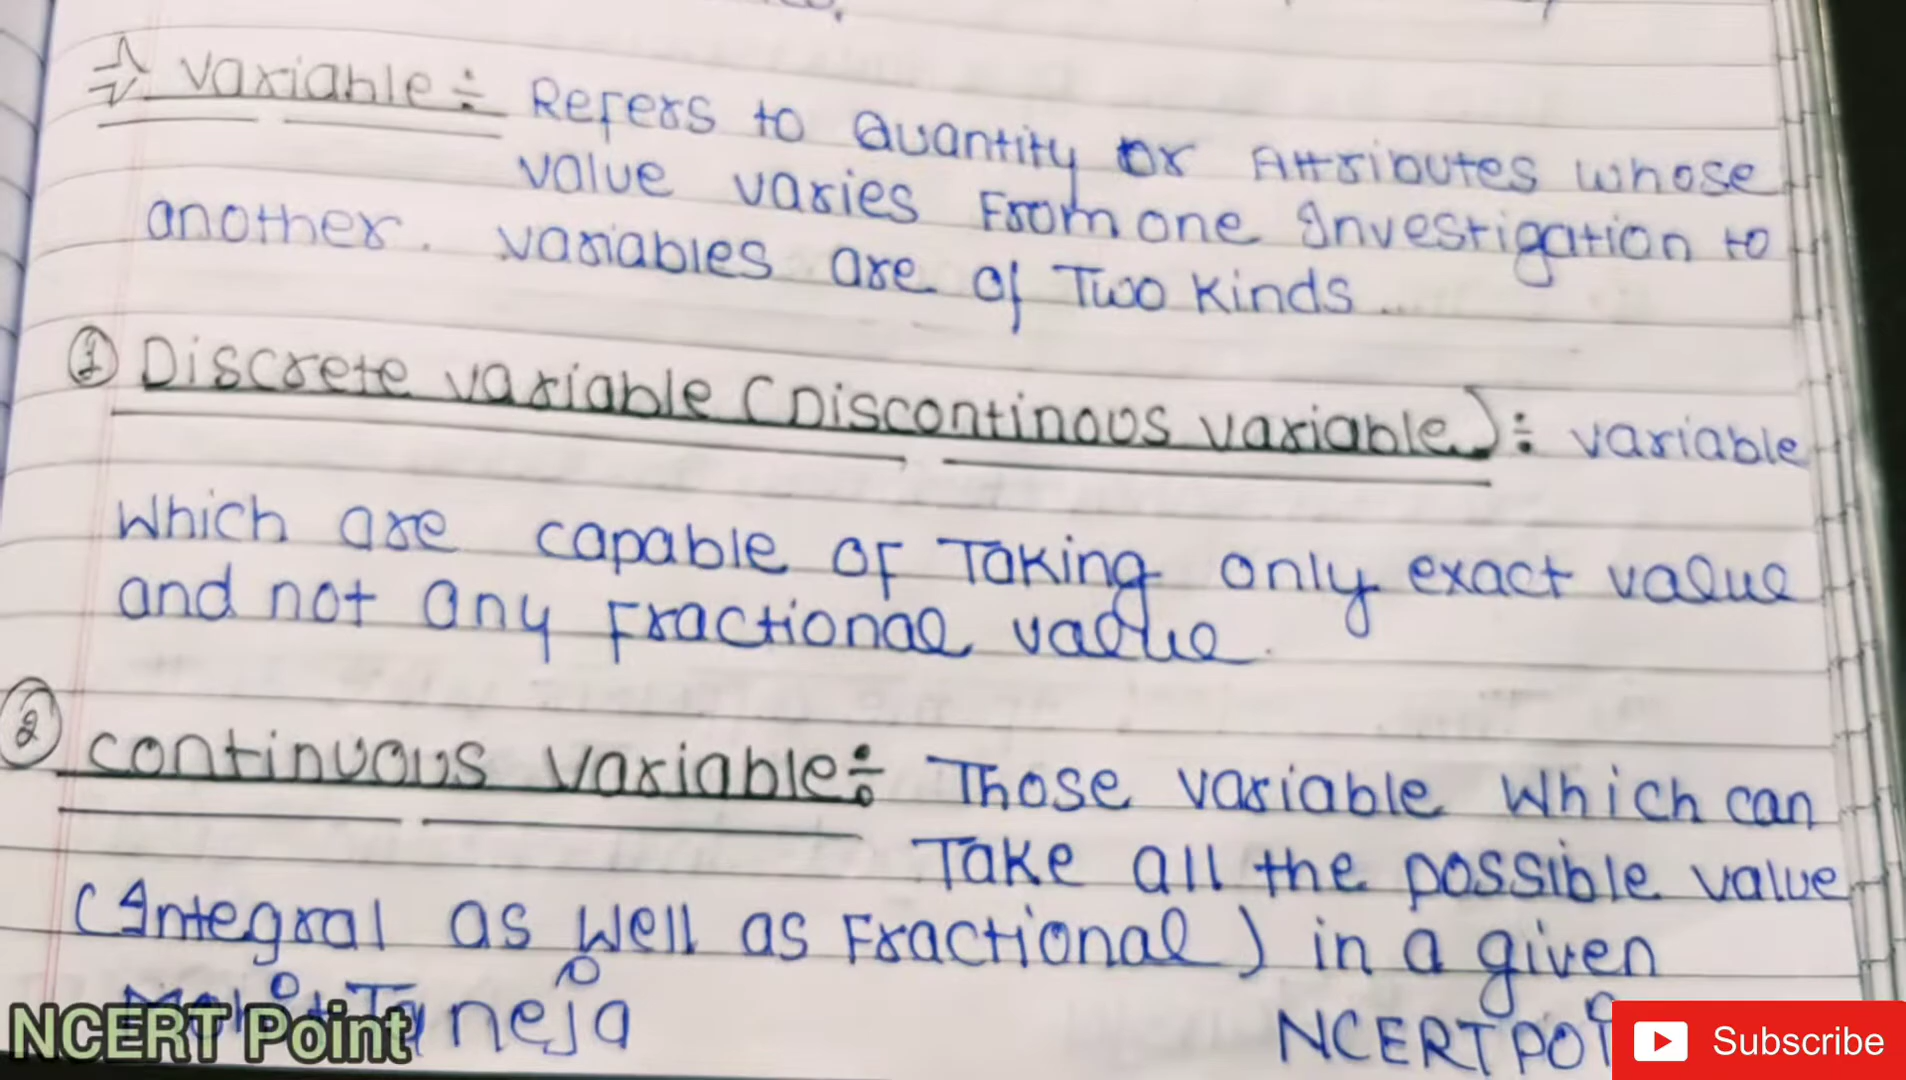 Variable ÷ Refers to Quantity or Attributes whose
value varies From one Investigation to
another. variables are of Two Kinds..
① Discrete variable (Discontinous variable) : variable
Which are capable of Taking only exact value
and not any Fractional value.
② Continuous Variable ÷ Those variable Which can
Take all the possible value
(Integral as Well as Fractional) in a given
Taneja
NCERT Point
NCERT POI
Subscribe